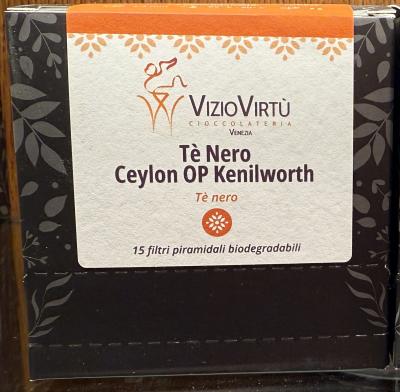 VIZIOVIRTÙ
CIOCCOLATERIA
VENEZIA
Tè Nero
Ceylon OP Kenilworth
Tè nero
15 filtri piramidali biodegradabili